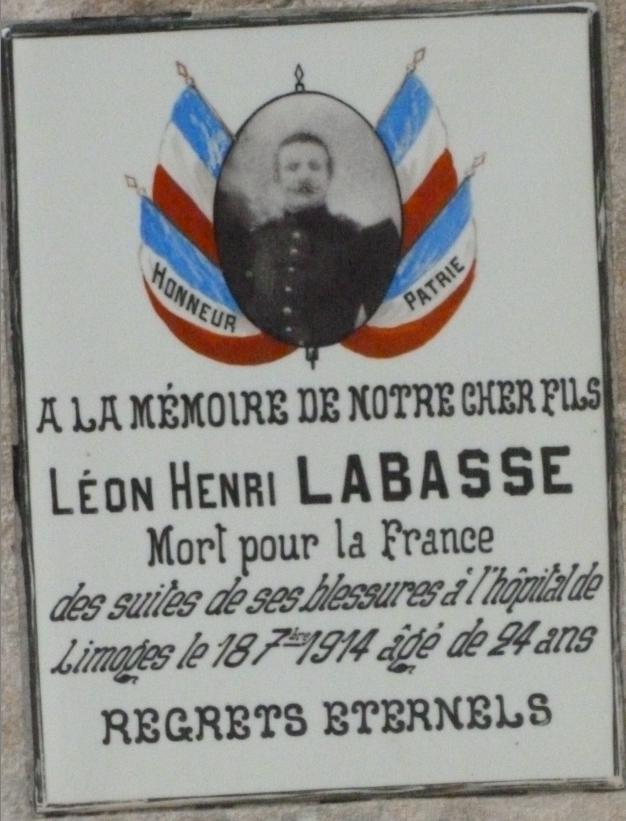 HONNEUR
PATRIE
A LA MÉMOIRE DE NOTRE CHER FILS
LÉON HENRI LABASSE
Mort pour la France
des suites de ses blessures à l'hôpital de
Limoges le 18 7bre 1914 âgé de 24 ans
REGRETS ETERNELS